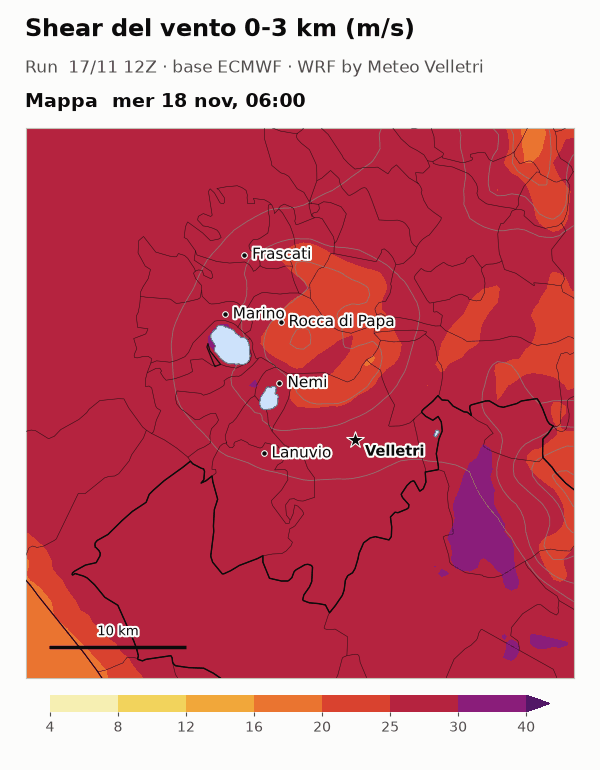 Shear del vento 0-3 km (m/s)
Run  17/11 12Z · base ECMWF · WRF by Meteo Velletri
Mappa  mer 18 nov, 06:00
Frascati
Marino
Rocca di Papa
Nemi
Velletri
Lanuvio
10 km
4 8 12 16 20 25 30 40